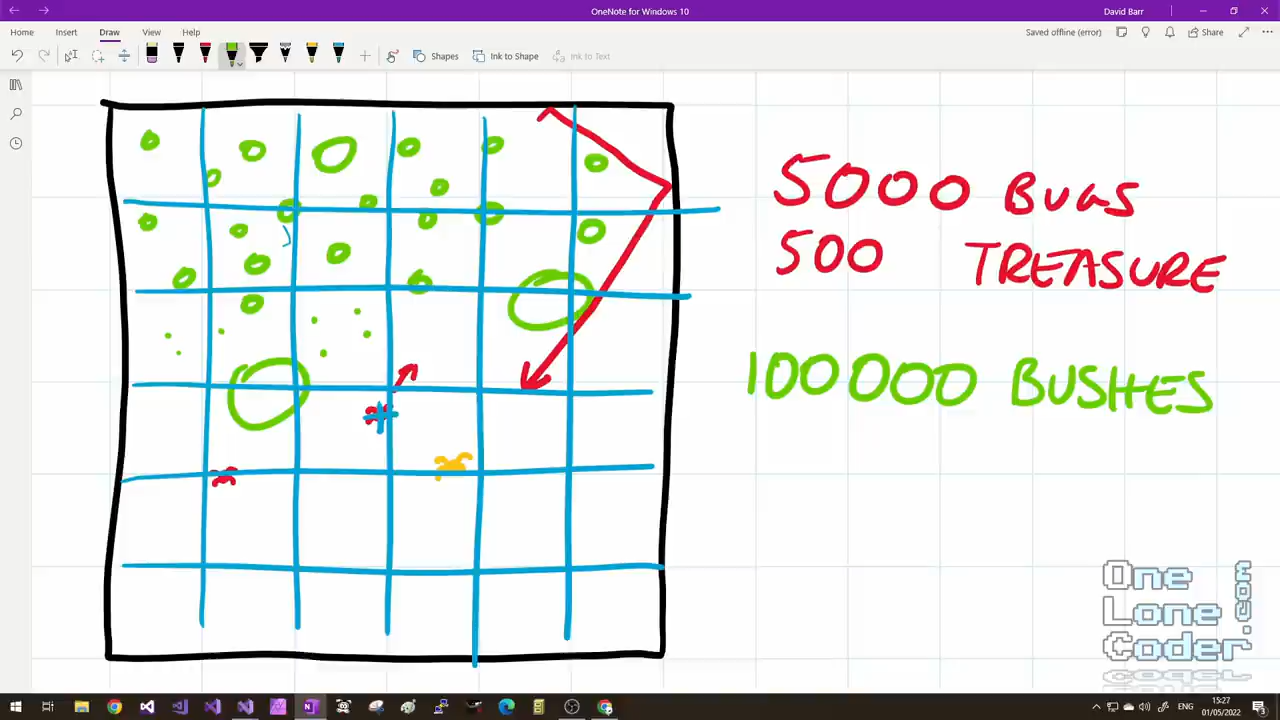 OneNote for Windows 10
David Barr
Home Insert Draw View Help
Saved offline (error)
Share
Shapes
Ink to Shape
Ink to Text
5000 BUGS
500 TREASURE
100000 BUSHES
One
Lone
Coder
.com
ENG
15:27
01/05/2022